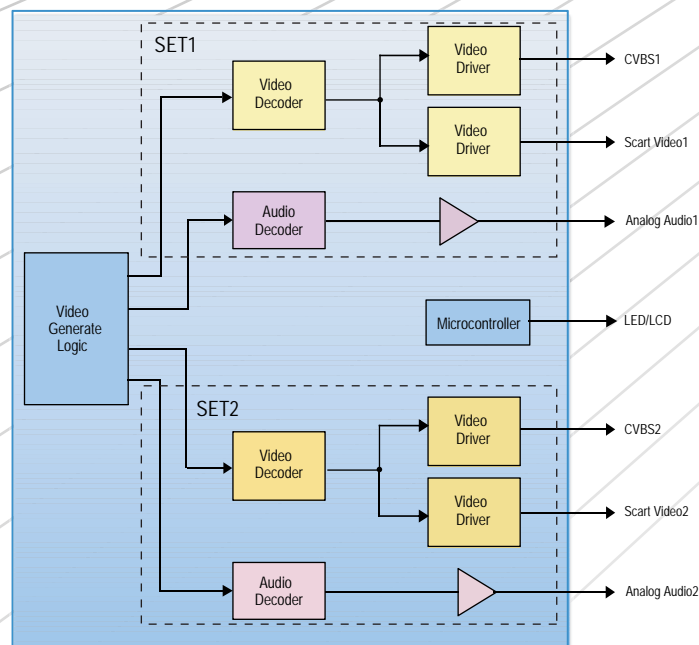 SET1
Video
Decoder
Video
Driver
CVBS1
Video
Driver
Scart Video1
Audio
Decoder
Analog Audio1
Video
Generate
Logic
Microcontroller
LED/LCD
SET2
Video
Decoder
Video
Driver
CVBS2
Video
Driver
Scart Video2
Audio
Decoder
Analog Audio2